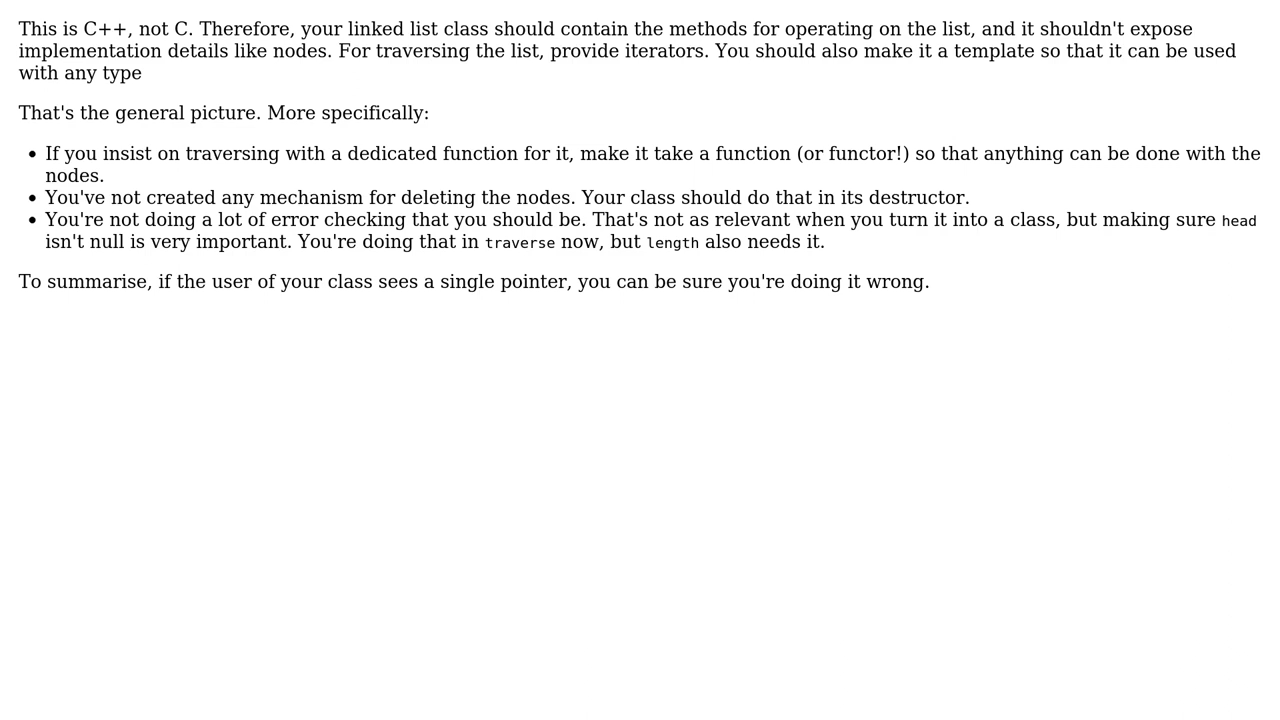 This is C++, not C. Therefore, your linked list class should contain the methods for operating on the list, and it shouldn't expose
implementation details like nodes. For traversing the list, provide iterators. You should also make it a template so that it can be used
with any type
That's the general picture. More specifically:
• If you insist on traversing with a dedicated function for it, make it take a function (or functor!) so that anything can be done with the
nodes.
• You've not created any mechanism for deleting the nodes. Your class should do that in its destructor.
• You're not doing a lot of error checking that you should be. That's not as relevant when you turn it into a class, but making sure head
isn't null is very important. You're doing that in traverse now, but length also needs it.
To summarise, if the user of your class sees a single pointer, you can be sure you're doing it wrong.